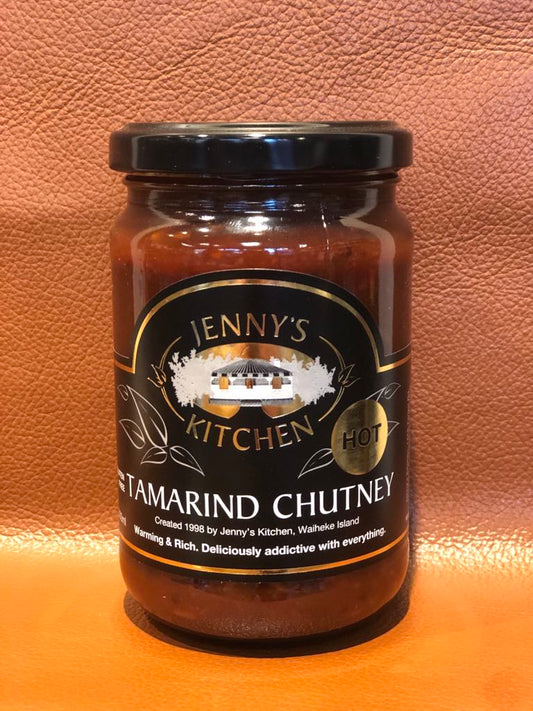 JENNY'S
KITCHEN
HOT
TAMARIND CHUTNEY
Created 1998 by Jenny's Kitchen, Waiheke Island
Warming & Rich. Deliciously addictive with everything.